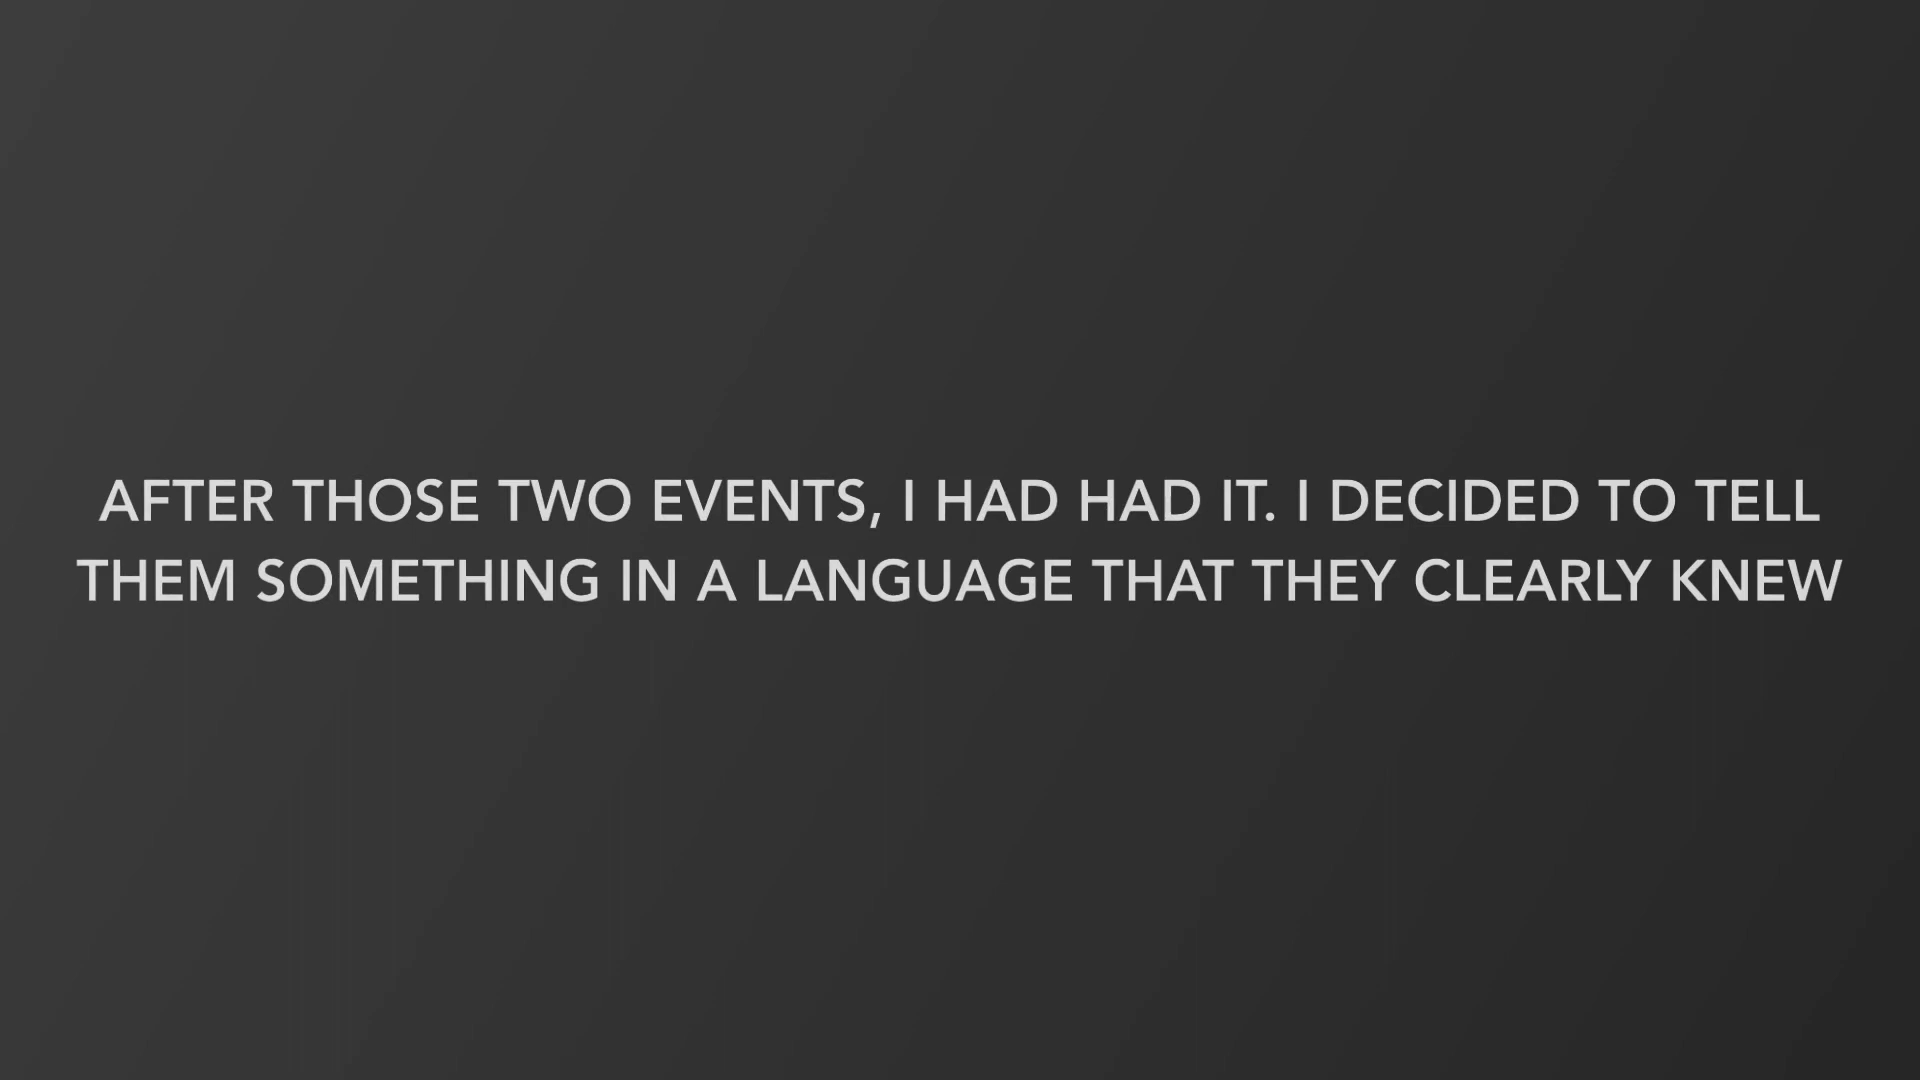 AFTER THOSE TWO EVENTS, I HAD HAD IT. I DECIDED TO TELL
THEM SOMETHING IN A LANGUAGE THAT THEY CLEARLY KNEW